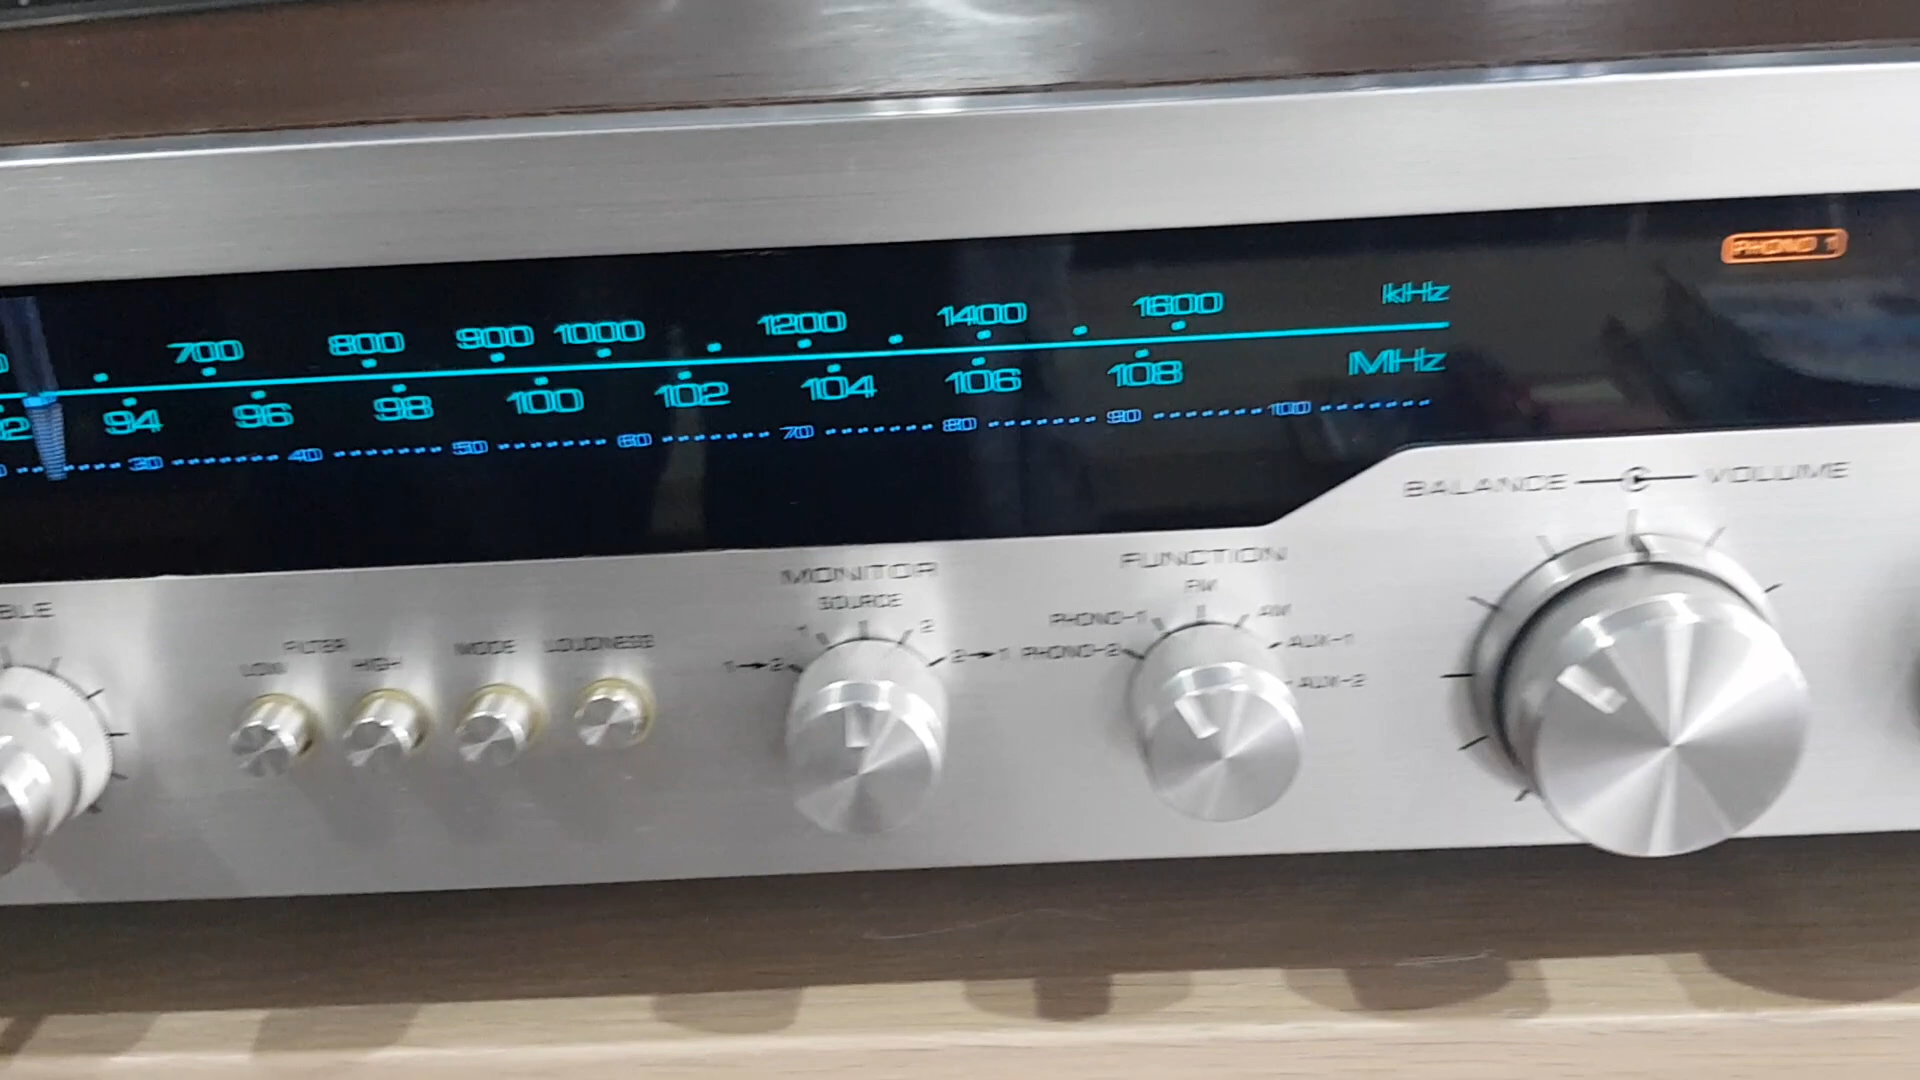 PHONO 1
700 800 900 1000 1200 1400 1600 kHz
94 96 98 100 102 104 106 108 MHz
30 40 50 60 70 80 90 100
BALANCE VOLUME
MONITOR
SOURCE
1 2
1→2 2→1
FUNCTION
FM
PHONO-1 AM
PHONO-2 AUX-1
AUX-2
FILTER
LOW HIGH MODE LOUDNESS